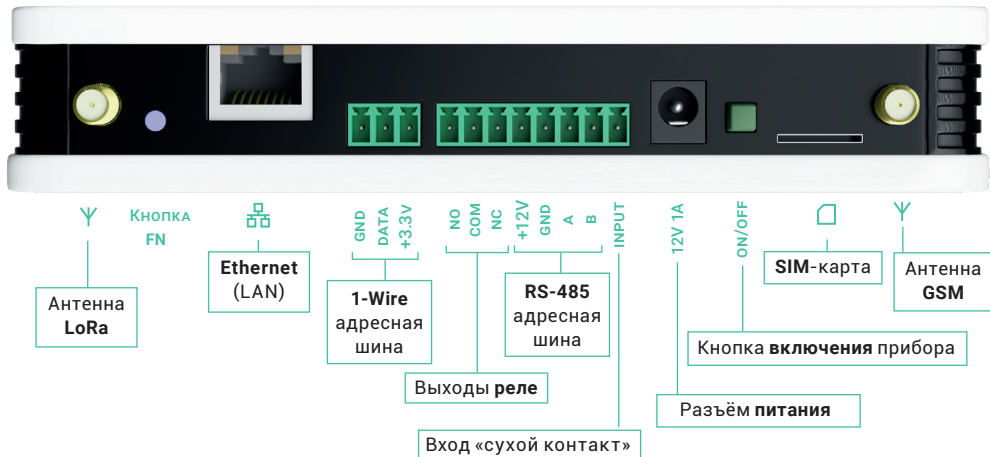 Кнопка
FN
GND
DATA
+3.3V
NO
COM
NC
+12V
GND
A
B
INPUT
12V 1A
ON/OFF
Антенна
LoRa
Ethernet
(LAN)
1-Wire
адресная
шина
RS-485
адресная
шина
SIM-карта
Антенна
GSM
Кнопка включения прибора
Выходы реле
Разъём питания
Вход «сухой контакт»